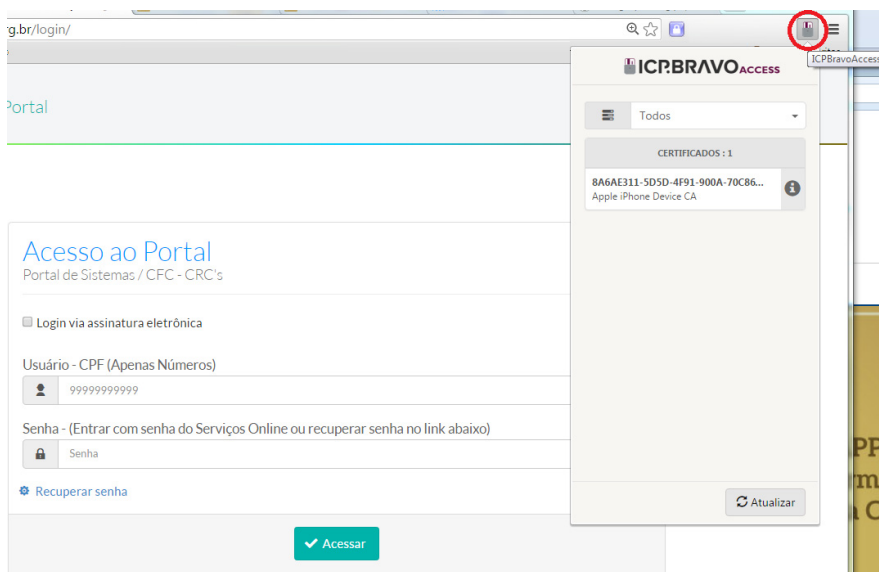 rg.br/login/
ICPBravoAccess
ICP.BRAVO ACCESS
Portal
Todos
CERTIFICADOS : 1
8A6AE311-5D5D-4F91-900A-70C86...
Apple iPhone Device CA
Acesso ao Portal
Portal de Sistemas / CFC - CRC's
Login via assinatura eletrônica
Usuário - CPF (Apenas Números)
99999999999
Senha - (Entrar com senha do Serviços Online ou recuperar senha no link abaixo)
Senha
Recuperar senha
Atualizar
Acessar